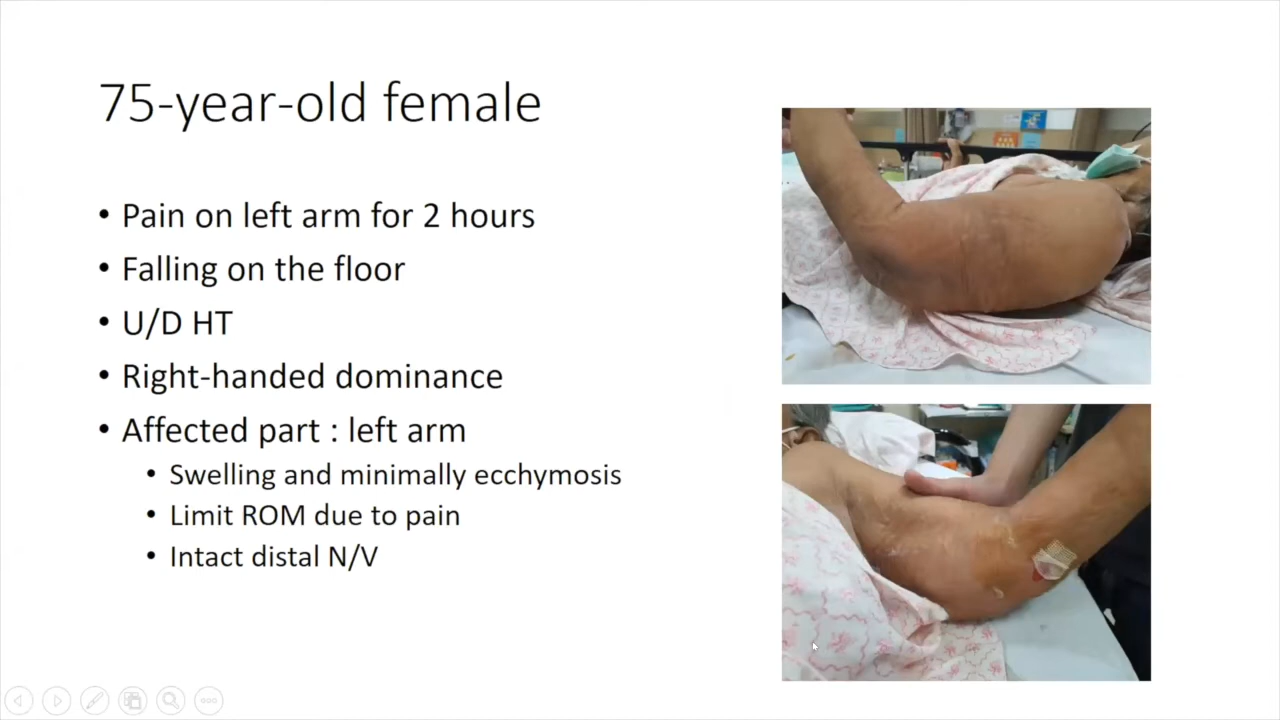 75-year-old female
• Pain on left arm for 2 hours
• Falling on the floor
• U/D HT
• Right-handed dominance
• Affected part : left arm
• Swelling and minimally ecchymosis
• Limit ROM due to pain
• Intact distal N/V